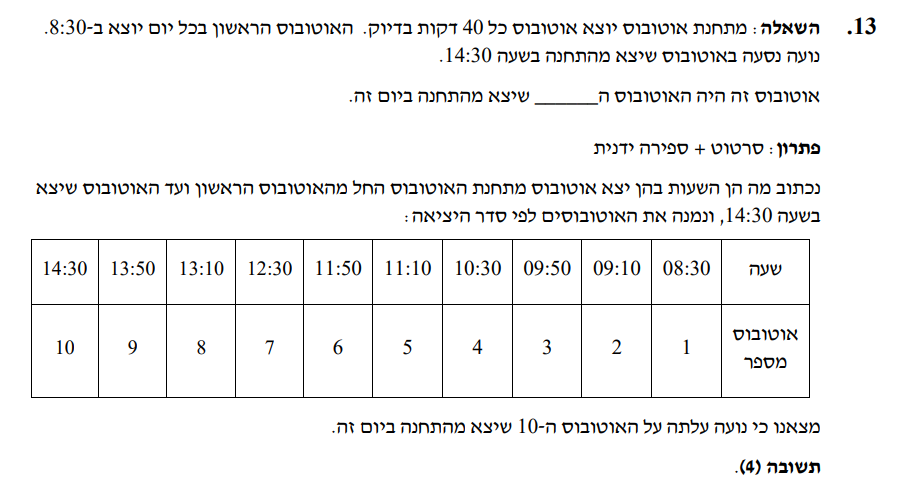 13. השאלה: מתחנת אוטובוס יוצא אוטובוס כל 40 דקות בדיוק. האוטובוס הראשון בכל יום יוצא ב-8:30.
נועה נסעה באוטובוס שיצא מהתחנה בשעה 14:30.
אוטובוס זה היה האוטובוס ה______ שיצא מהתחנה ביום זה.
פתרון: סרטוט + ספירה ידנית
נכתוב מה הן השעות בהן יצא אוטובוס מתחנת האוטובוס החל מהאוטובוס הראשון ועד האוטובוס שיצא
בשעה 14:30, ונמנה את האוטובוסים לפי סדר היציאה:
שעה 08:30 09:10 09:50 10:30 11:10 11:50 12:30 13:10 13:50 14:30
אוטובוס
מספר 1 2 3 4 5 6 7 8 9 10
מצאנו כי נועה עלתה על האוטובוס ה-10 שיצא מהתחנה ביום זה.
תשובה (4).